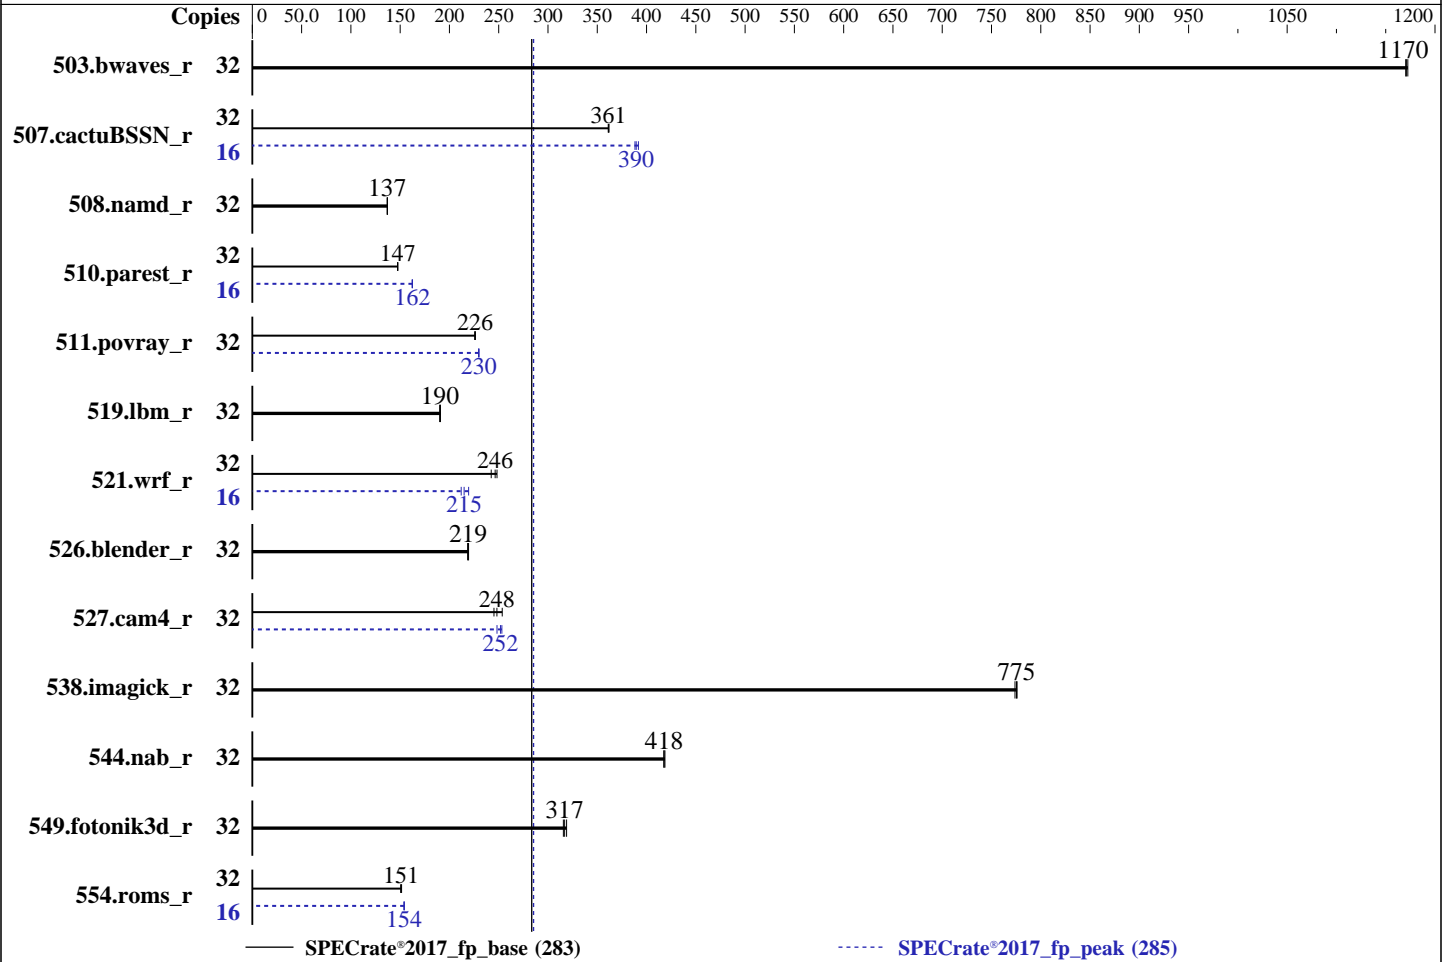 Copies 0 50.0 100 150 200 250 300 350 400 450 500 550 600 650 700 750 800 850 900 950 1050 1200
503.bwaves_r 32 1170
507.cactuBSSN_r 32 361
16 390
508.namd_r 32 137
510.parest_r 32 147
16 162
511.povray_r 32 226
230
519.lbm_r 32 190
521.wrf_r 32 246
16 215
526.blender_r 32 219
527.cam4_r 32 248
252
538.imagick_r 32 775
544.nab_r 32 418
549.fotonik3d_r 32 317
554.roms_r 32 151
16 154
SPECrate®2017_fp_base (283) SPECrate®2017_fp_peak (285)